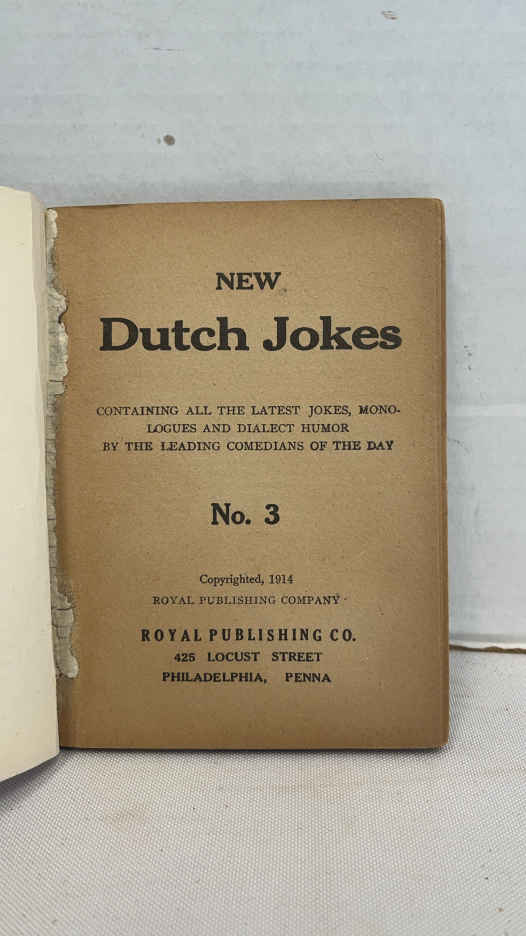 NEW
Dutch Jokes
CONTAINING ALL THE LATEST JOKES, MONO-
LOGUES AND DIALECT HUMOR
BY THE LEADING COMEDIANS OF THE DAY
No. 3
Copyrighted, 1914
ROYAL PUBLISHING COMPANY
ROYAL PUBLISHING CO.
425 LOCUST STREET
PHILADELPHIA, PENNA